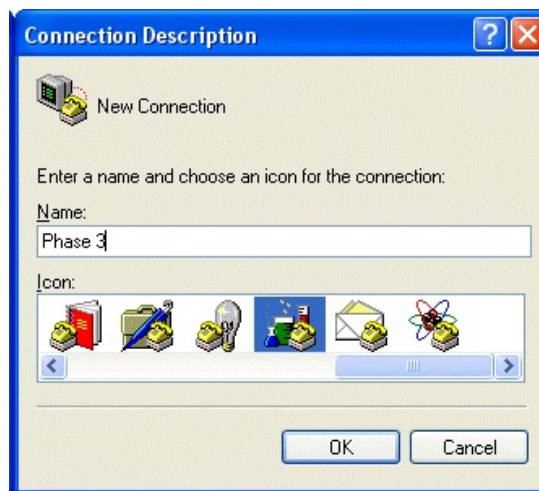 Connection Description
New Connection
Enter a name and choose an icon for the connection:
Name:
Phase 3
Icon:
OK Cancel